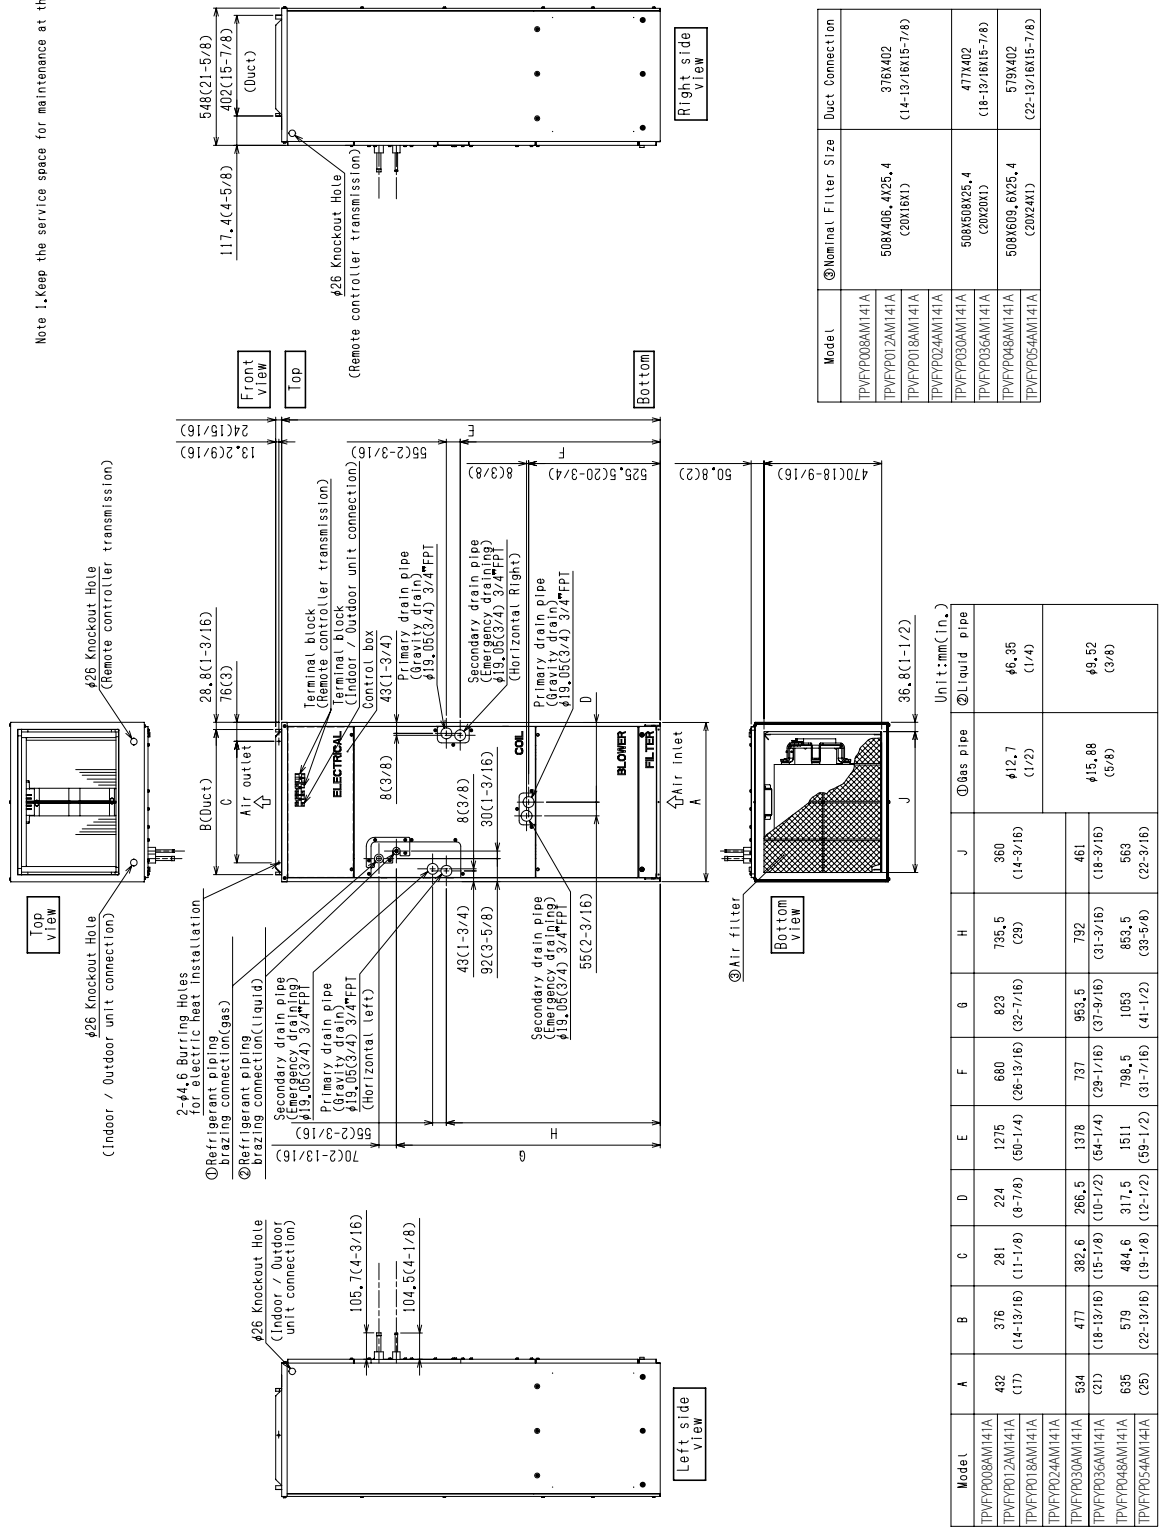 Note 1.Keep the service space for maintenance at th
548(21-5/8)
402(15-7/8)
(Duct)
117.4(4-5/8)
φ26 Knockout Hole
(Remote controller transmission)
Right side
view
Model
③Nominal Filter Size
Duct Connection
TPVFYP008AM141A
TPVFYP012AM141A
TPVFYP018AM141A
TPVFYP024AM141A
508X406.4X25.4
(20X16X1)
376X402
(14-13/16X15-7/8)
TPVFYP030AM141A
TPVFYP036AM141A
508X508X25.4
(20X20X1)
477X402
(18-13/16X15-7/8)
TPVFYP048AM141A
TPVFYP054AM141A
508X609.6X25.4
(20X24X1)
579X402
(22-13/16X15-7/8)
Front
view
Top
Bottom
24(15/16)
13.2(9/16)
E
55(2-3/16)
F
8(3/8)
525.5(20-3/4)
50.8(2)
470(18-9/16)
φ26 Knockout Hole
(Remote controller transmission)
28.8(1-3/16)
76(3)
Terminal block
(Remote controller transmission)
Terminal block
(Indoor / Outdoor unit connection)
Control box
43(1-3/4)
Primary drain pipe
(Gravity drain)
φ19.05(3/4) 3/4"FPT
Secondary drain pipe
(Emergency draining)
φ19.05(3/4) 3/4"FPT
(Horizontal Right)
Primary drain pipe
(Gravity drain)
φ19.05(3/4) 3/4"FPT
D
36.8(1-1/2)
B(Duct)
C
Air outlet
ELECTRICAL
8(3/8)
8(3/8)
30(1-3/16)
COIL
BLOWER
FILTER
Air inlet
A
J
Top
view
φ26 Knockout Hole
(Indoor / Outdoor unit connection)
2-φ4.6 Burring Holes
for electric heat installation
①Refrigerant piping
brazing connection(gas)
②Refrigerant piping
brazing connection(liquid)
Secondary drain pipe
(Emergency draining)
φ19.05(3/4) 3/4"FPT
Primary drain pipe
(Gravity drain)
φ19.05(3/4) 3/4"FPT
(Horizontal left)
43(1-3/4)
92(3-5/8)
Secondary drain pipe
(Emergency draining)
φ19.05(3/4) 3/4"FPT
55(2-3/16)
③Air filter
Bottom
view
55(2-3/16)
H
70(2-13/16)
G
φ26 Knockout Hole
(Indoor / Outdoor
unit connection)
105.7(4-3/16)
104.5(4-1/8)
Left side
view
Unit:mm(in.)
Model
A
B
C
D
E
F
G
H
J
①Gas pipe
②Liquid pipe
TPVFYP008AM141A
TPVFYP012AM141A
TPVFYP018AM141A
TPVFYP024AM141A
432 376 281 224 1275 680 823 735.5 360 φ12.7 φ6.35
(17) (14-13/16) (11-1/8) (8-7/8) (50-1/4) (26-13/16) (32-7/16) (29) (14-3/16) (1/2) (1/4)
TPVFYP030AM141A 534 477 382.6 266.5 1378 737 953.5 792 461 φ15.88 φ9.52
TPVFYP036AM141A (21) (18-13/16) (15-1/8) (10-1/2) (54-1/4) (29-1/16) (37-9/16) (31-3/16) (18-3/16) (5/8) (3/8)
TPVFYP048AM141A 635 579 484.6 317.5 1511 798.5 1053 853.5 563
TPVFYP054AM141A (25) (22-13/16) (19-1/8) (12-1/2) (59-1/2) (31-7/16) (41-1/2) (33-5/8) (22-3/16)